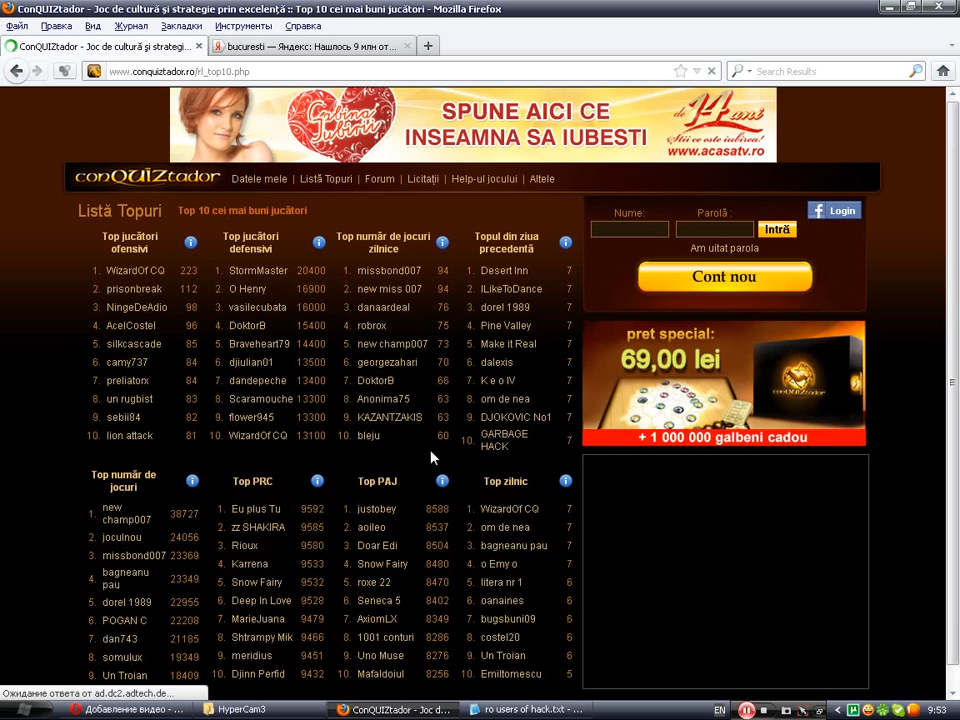 ConQUIZtador - Joc de cultură şi strategie prin excelenţă :: Top 10 cei mai buni jucători - Mozilla Firefox
Файл Правка Вид Журнал Закладки Инструменты Справка
ConQUIZtador - Joc de cultură şi strategi...
bucuresti — Яндекс: Нашлось 9 млн от...
www.conquiztador.ro/rl_top10.php
Search Results
Cabina Iubirii
SPUNE AICI CE
INSEAMNA SA IUBESTI
de 14 ani
Stii ce este iubirea!
www.acasatv.ro
conQUIZtador
Datele mele | Listă Topuri | Forum | Licitaţii | Help-ul jocului | Altele
Listă Topuri Top 10 cei mai buni jucători
Top jucători ofensivi
1. WizardOf CQ 223
2. prisonbreak 112
3. NingeDeAdio 98
4. AcelCostel 96
5. silkcascade 85
6. camy737 84
7. preliatorx 84
8. un rugbist 83
9. sebii84 82
10. lion attack 81
Top jucători defensivi
1. StormMaster 20400
2. O Henry 16900
3. vasilecubata 16000
4. DoktorB 15400
5. Braveheart79 14400
6. djiulian01 13500
7. dandepeche 13400
8. Scaramouche 13300
9. flower945 13300
10. WizardOf CQ 13100
Top număr de jocuri zilnice
1. missbond007 94
2. new miss 007 94
3. danaardeal 76
4. robrox 75
5. new champ007 73
6. georgezahari 70
7. DoktorB 66
8. Anonima75 63
9. KAZANTZAKIS 63
10. bleju 60
Topul din ziua precedentă
1. Desert Inn 7
2. ILikeToDance 7
3. dorel 1989 7
4. Pine Valley 7
5. Make it Real 7
6. dalexis 7
7. K e o IV 7
8. om de nea 7
9. DJOKOVIC No1 7
10. GARBAGE HACK 7
Top număr de jocuri
1. new champ007 38727
2. joculnou 24056
3. missbond007 23369
4. bagneanu pau 23349
5. dorel 1989 22955
6. POGAN C 22208
7. dan743 21185
8. somulux 19349
9. Un Troian 18409
Top PRC
1. Eu plus Tu 9592
2. zz SHAKIRA 9585
3. Rioux 9580
4. Karrena 9533
5. Snow Fairy 9532
6. Deep In Love 9528
7. MarieJuana 9479
8. Shtrampy Mik 9466
9. meridius 9451
10. Djinn Perfid 9432
Top PAJ
1. justobey 8588
2. aoileo 8537
3. Doar Edi 8504
4. Snow Fairy 8480
5. roxe 22 8470
6. Seneca 5 8402
7. AxiomLX 8349
8. 1001 conturi 8286
9. Uno Muse 8276
10. Mafaldoiul 8256
Top zilnic
1. WizardOf CQ 7
2. om de nea 7
3. bagneanu pau 7
4. o Emy o 7
5. litera nr 1 6
6. oanaines 6
7. bugsbuni09 6
8. costel20 6
9. Un Troian 6
10. Emiltomescu 5
Login
Nume: Parolă :
Intră
Am uitat parola
Cont nou
pret special:
69,00 lei
conQUIZtador
+ 1 000 000 galbeni cadou
Ожидание ответа от ad.dc2.adtech.de...
Добавление видео - ... HyperCam3 ConQUIZtador - Joc d... ro users of hack.txt - ... EN 9:53